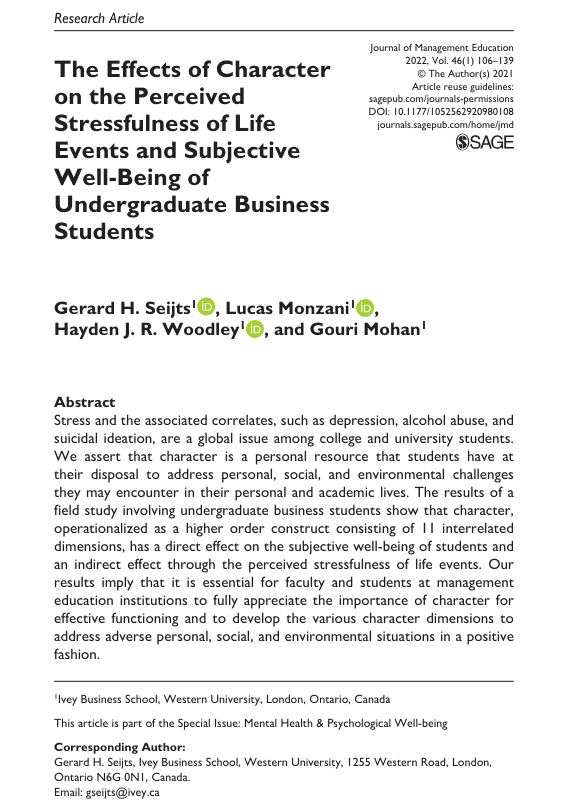 Research Article
Journal of Management Education
2022, Vol. 46(1) 106–139
© The Author(s) 2021
Article reuse guidelines:
sagepub.com/journals-permissions
DOI: 10.1177/1052562920980108
journals.sagepub.com/home/jmd
SAGE
The Effects of Character
on the Perceived
Stressfulness of Life
Events and Subjective
Well-Being of
Undergraduate Business
Students
Gerard H. Seijts1 iD, Lucas Monzani1 iD,
Hayden J. R. Woodley1 iD, and Gouri Mohan1
Abstract
Stress and the associated correlates, such as depression, alcohol abuse, and
suicidal ideation, are a global issue among college and university students.
We assert that character is a personal resource that students have at
their disposal to address personal, social, and environmental challenges
they may encounter in their personal and academic lives. The results of a
field study involving undergraduate business students show that character,
operationalized as a higher order construct consisting of 11 interrelated
dimensions, has a direct effect on the subjective well-being of students and
an indirect effect through the perceived stressfulness of life events. Our
results imply that it is essential for faculty and students at management
education institutions to fully appreciate the importance of character for
effective functioning and to develop the various character dimensions to
address adverse personal, social, and environmental situations in a positive
fashion.
1Ivey Business School, Western University, London, Ontario, Canada
This article is part of the Special Issue: Mental Health & Psychological Well-being
Corresponding Author:
Gerard H. Seijts, Ivey Business School, Western University, 1255 Western Road, London,
Ontario N6G 0N1, Canada.
Email: gseijts@ivey.ca